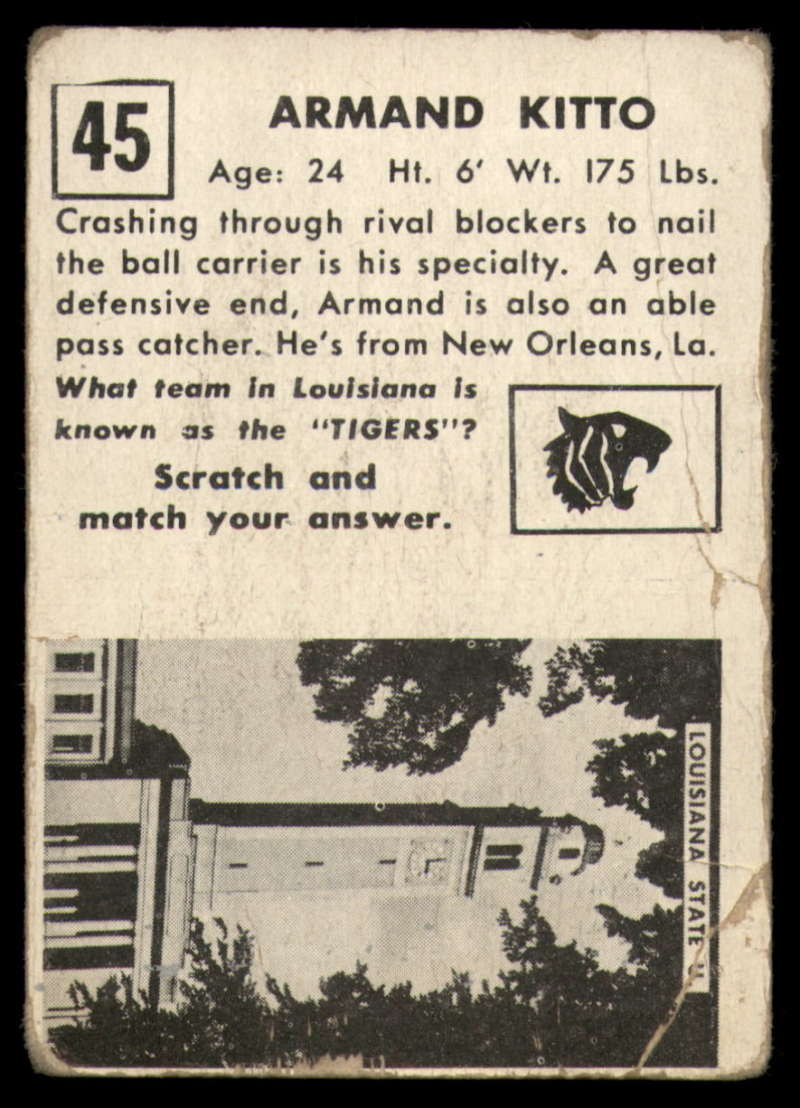 45
ARMAND KITTO
Age: 24 Ht. 6' Wt. 175 Lbs.
Crashing through rival blockers to nail
the ball carrier is his specialty. A great
defensive end, Armand is also an able
pass catcher. He's from New Orleans, La.
What team in Louisiana is
known as the "TIGERS"?
Scratch and
match your answer.
LOUISIANA STATE U